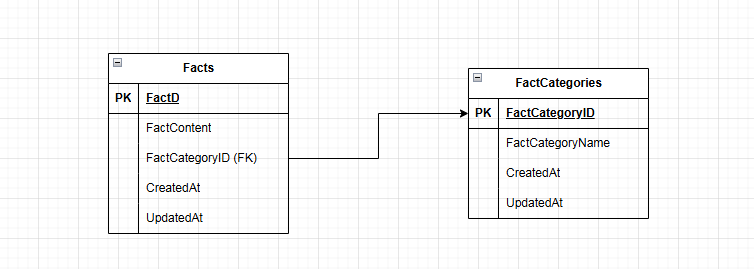 Facts
PK FactD
FactContent
FactCategoryID (FK)
CreatedAt
UpdatedAt
FactCategories
PK FactCategoryID
FactCategoryName
CreatedAt
UpdatedAt